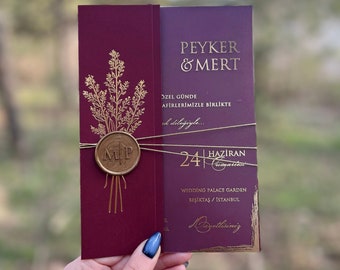 PEYKER
& MERT
ÖZEL GÜNDE
AFİRLERİMİZLE BİRLİKTE
24 HAZİRAN
WEDDING PALACE GARDEN
BEŞİKTAŞ / İSTANBUL
MP